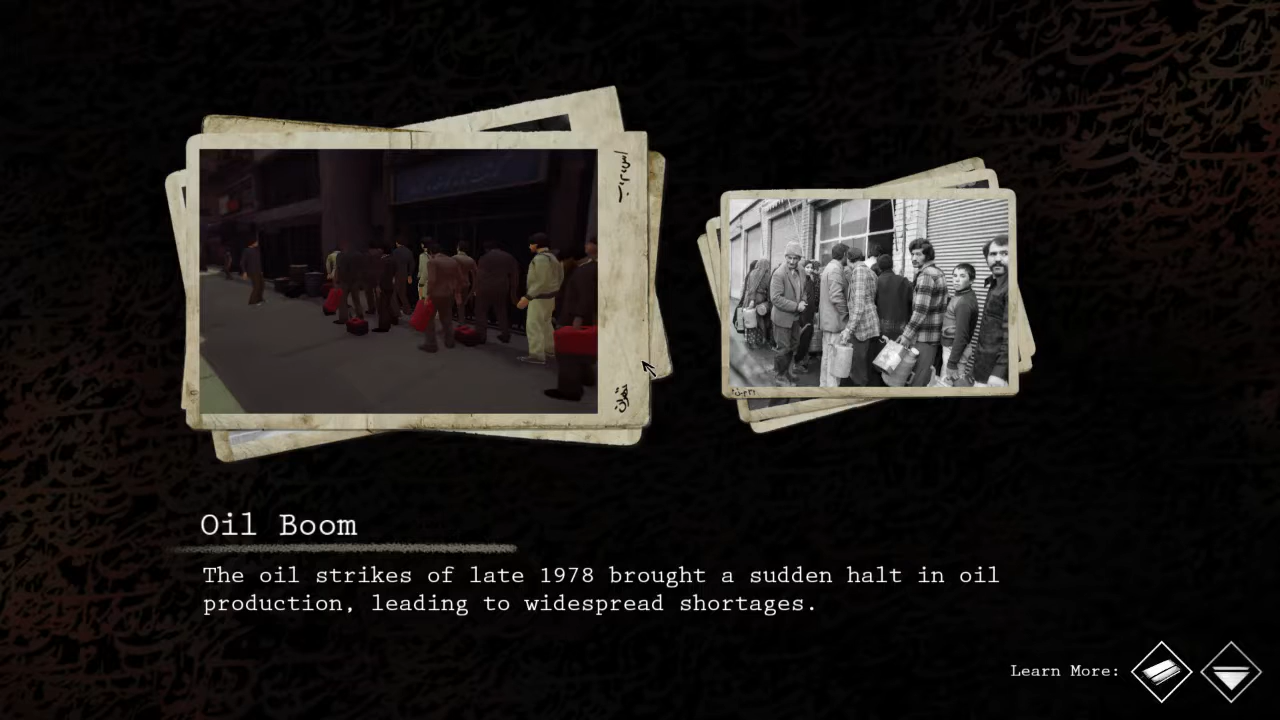 تهران
Oil Boom
The oil strikes of late 1978 brought a sudden halt in oil
production, leading to widespread shortages.
Learn More: